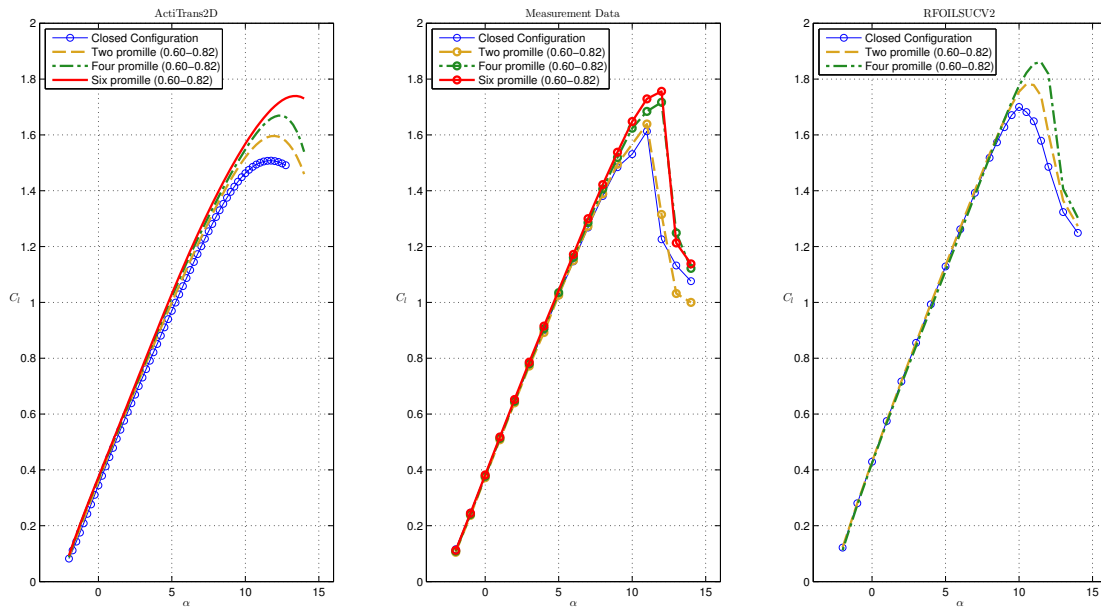 ActiTrans2D
2
1.8
1.6
1.4
1.2
1
0.8
0.6
0.4
0.2
0
C_l
0 5 10 15
α
Closed Configuration
Two promille (0.60−0.82)
Four promille (0.60−0.82)
Six promille (0.60−0.82)
Measurement Data
2
1.8
1.6
1.4
1.2
1
0.8
0.6
0.4
0.2
0
C_l
0 5 10 15
α
Closed Configuration
Two promille (0.60−0.82)
Four promille (0.60−0.82)
Six promille (0.60−0.82)
RFOILSUCV2
2
1.8
1.6
1.4
1.2
1
0.8
0.6
0.4
0.2
0
C_l
0 5 10 15
α
Closed Configuration
Two promille (0.60−0.82)
Four promille (0.60−0.82)